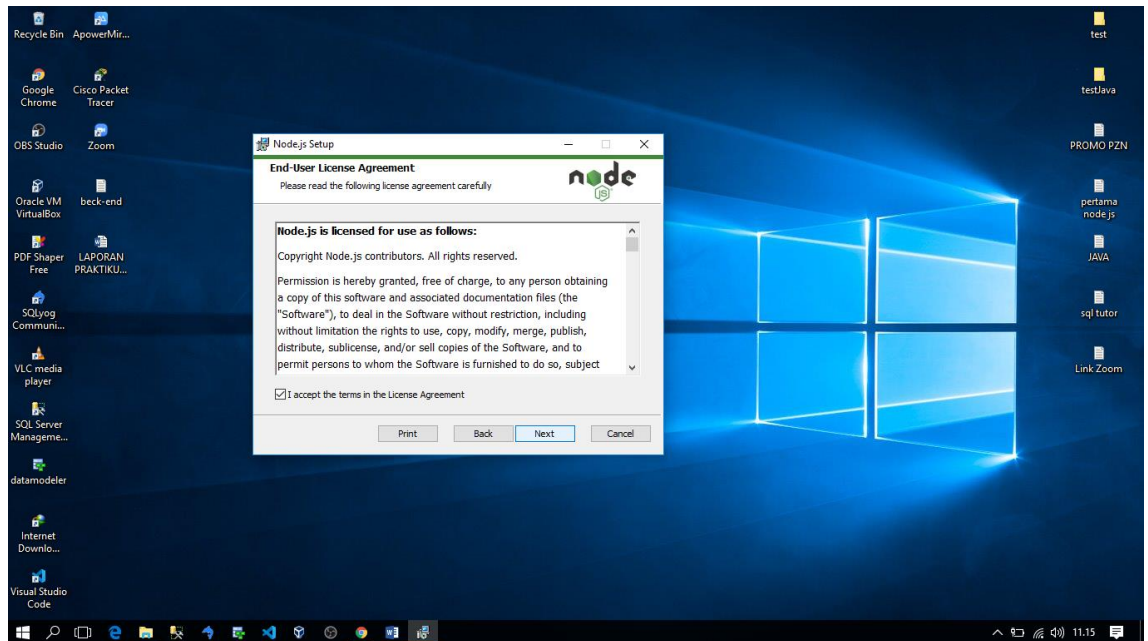 Recycle Bin
ApowerMir...
Google
Chrome
Cisco Packet
Tracer
OBS Studio
Zoom
Oracle VM
VirtualBox
beck-end
PDF Shaper
Free
LAPORAN
PRAKTIKU...
SQLyog
Communi...
VLC media
player
SQL Server
Manageme...
datamodeler
Internet
Downlo...
Visual Studio
Code
Node.js Setup
End-User License Agreement
Please read the following license agreement carefully
node
JS
Node.js is licensed for use as follows:
Copyright Node.js contributors. All rights reserved.
Permission is hereby granted, free of charge, to any person obtaining
a copy of this software and associated documentation files (the
"Software"), to deal in the Software without restriction, including
without limitation the rights to use, copy, modify, merge, publish,
distribute, sublicense, and/or sell copies of the Software, and to
permit persons to whom the Software is furnished to do so, subject
I accept the terms in the License Agreement
Print Back Next Cancel
test
testJava
PROMO PZN
pertama
node js
JAVA
sql tutor
Link Zoom
11.15